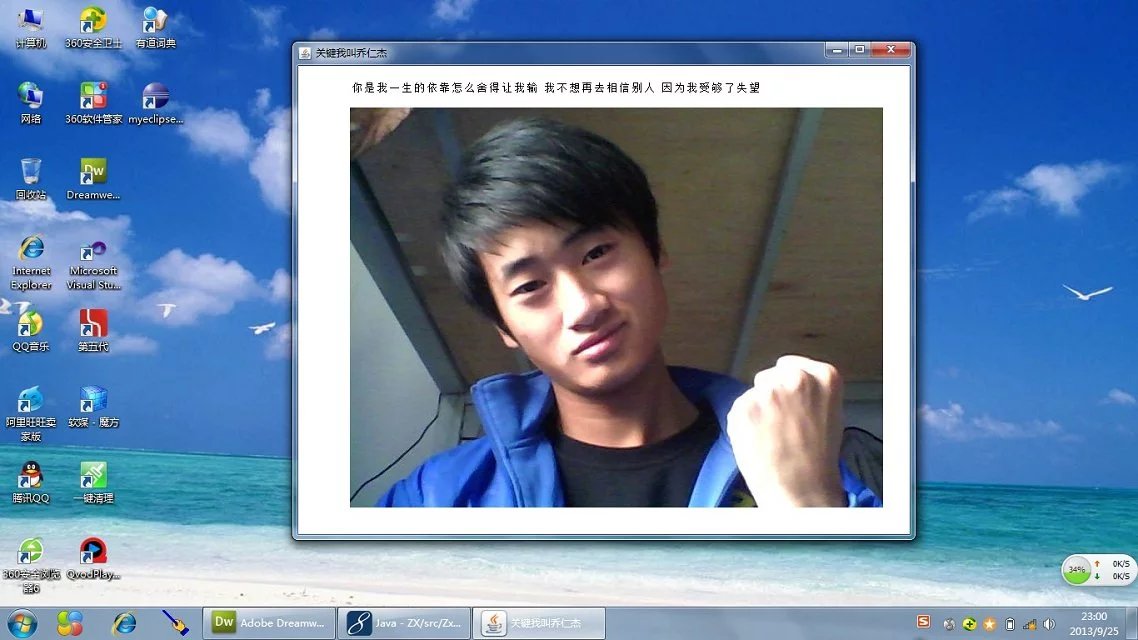 计算机
360安全卫士
有道词典
网络
360软件管家
myeclipse...
回收站
Dreamwe...
Internet
Explorer
Microsoft
Visual Stu...
QQ音乐
第五代
阿里旺旺卖
家版
软媒 - 魔方
腾讯QQ
一键清理
360安全浏览
器6
QvodPlay...
关键我叫乔仁杰
你是我一生的依靠怎么舍得让我输 我不想再去相信别人 因为我受够了失望
34%
0K/S
0K/S
Adobe Dreamw...
Java - ZX/src/Zx...
关键我叫乔仁杰
23:00
2013/9/25